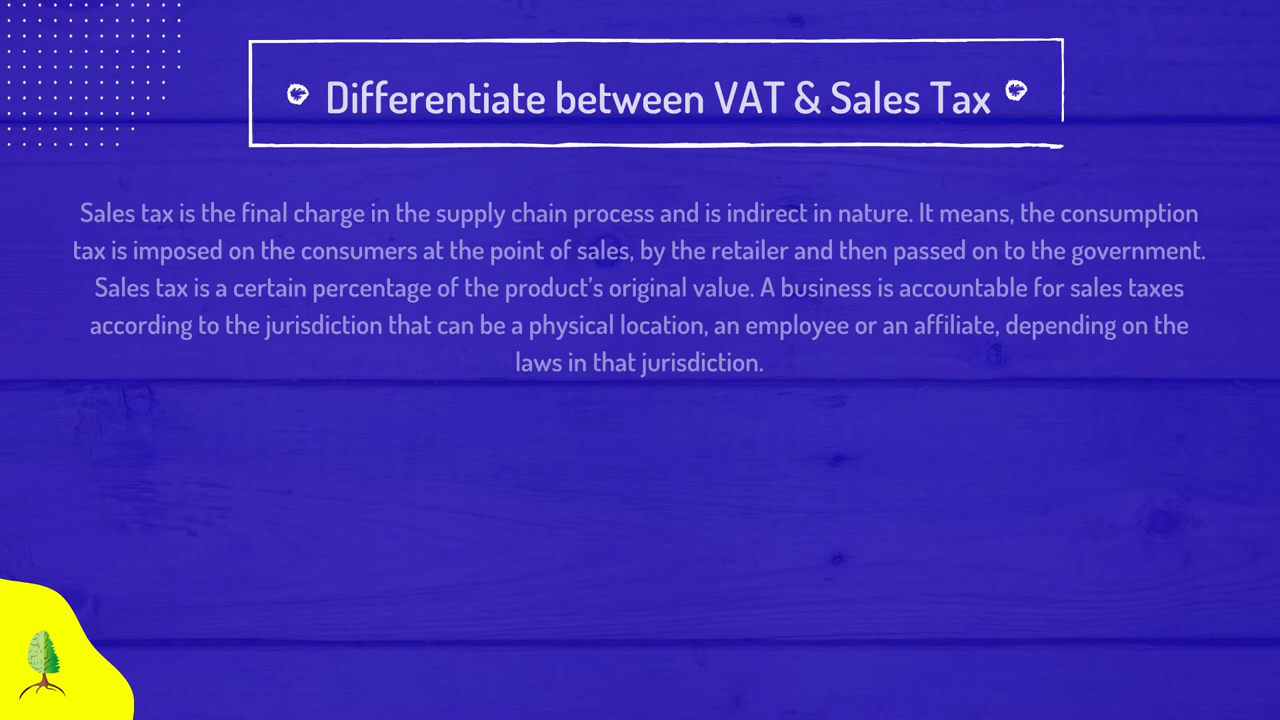 Differentiate between VAT & Sales Tax
Sales tax is the final charge in the supply chain process and is indirect in nature. It means, the consumption
tax is imposed on the consumers at the point of sales, by the retailer and then passed on to the government.
Sales tax is a certain percentage of the product’s original value. A business is accountable for sales taxes
according to the jurisdiction that can be a physical location, an employee or an affiliate, depending on the
laws in that jurisdiction.